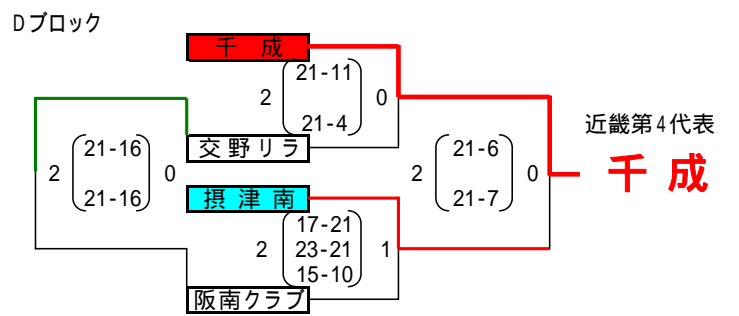 Dブロック
千成
21-11
2 0
21-4
近畿第4代表
交野リラ
千成
21-16
2 0
21-16
21-6
2 0
21-7
摂津南
17-21
2 23-21 1
15-10
阪南クラブ